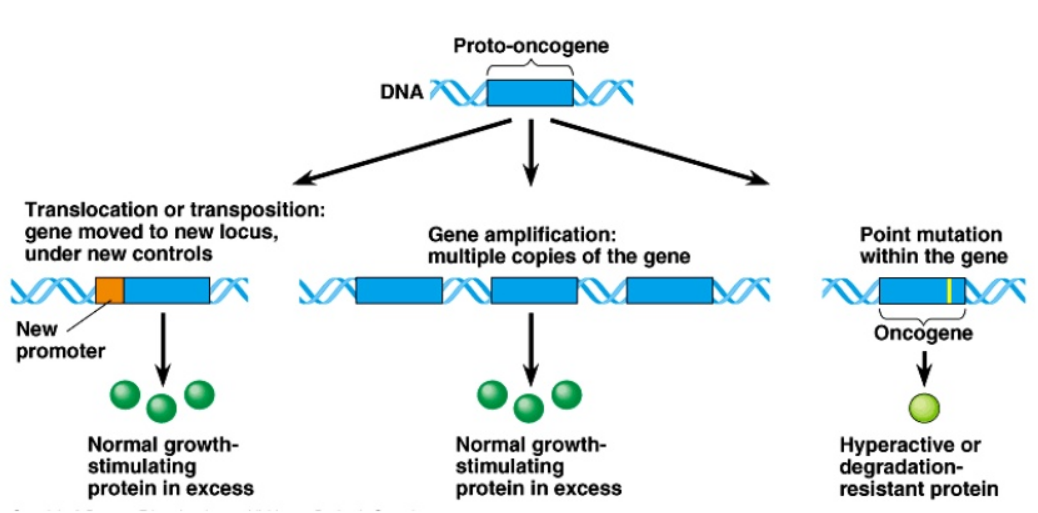 Proto-oncogene
DNA
Translocation or transposition:
gene moved to new locus,
under new controls
Gene amplification:
multiple copies of the gene
Point mutation
within the gene
New
promoter
Oncogene
Normal growth-
stimulating
protein in excess
Normal growth-
stimulating
protein in excess
Hyperactive or
degradation-
resistant protein